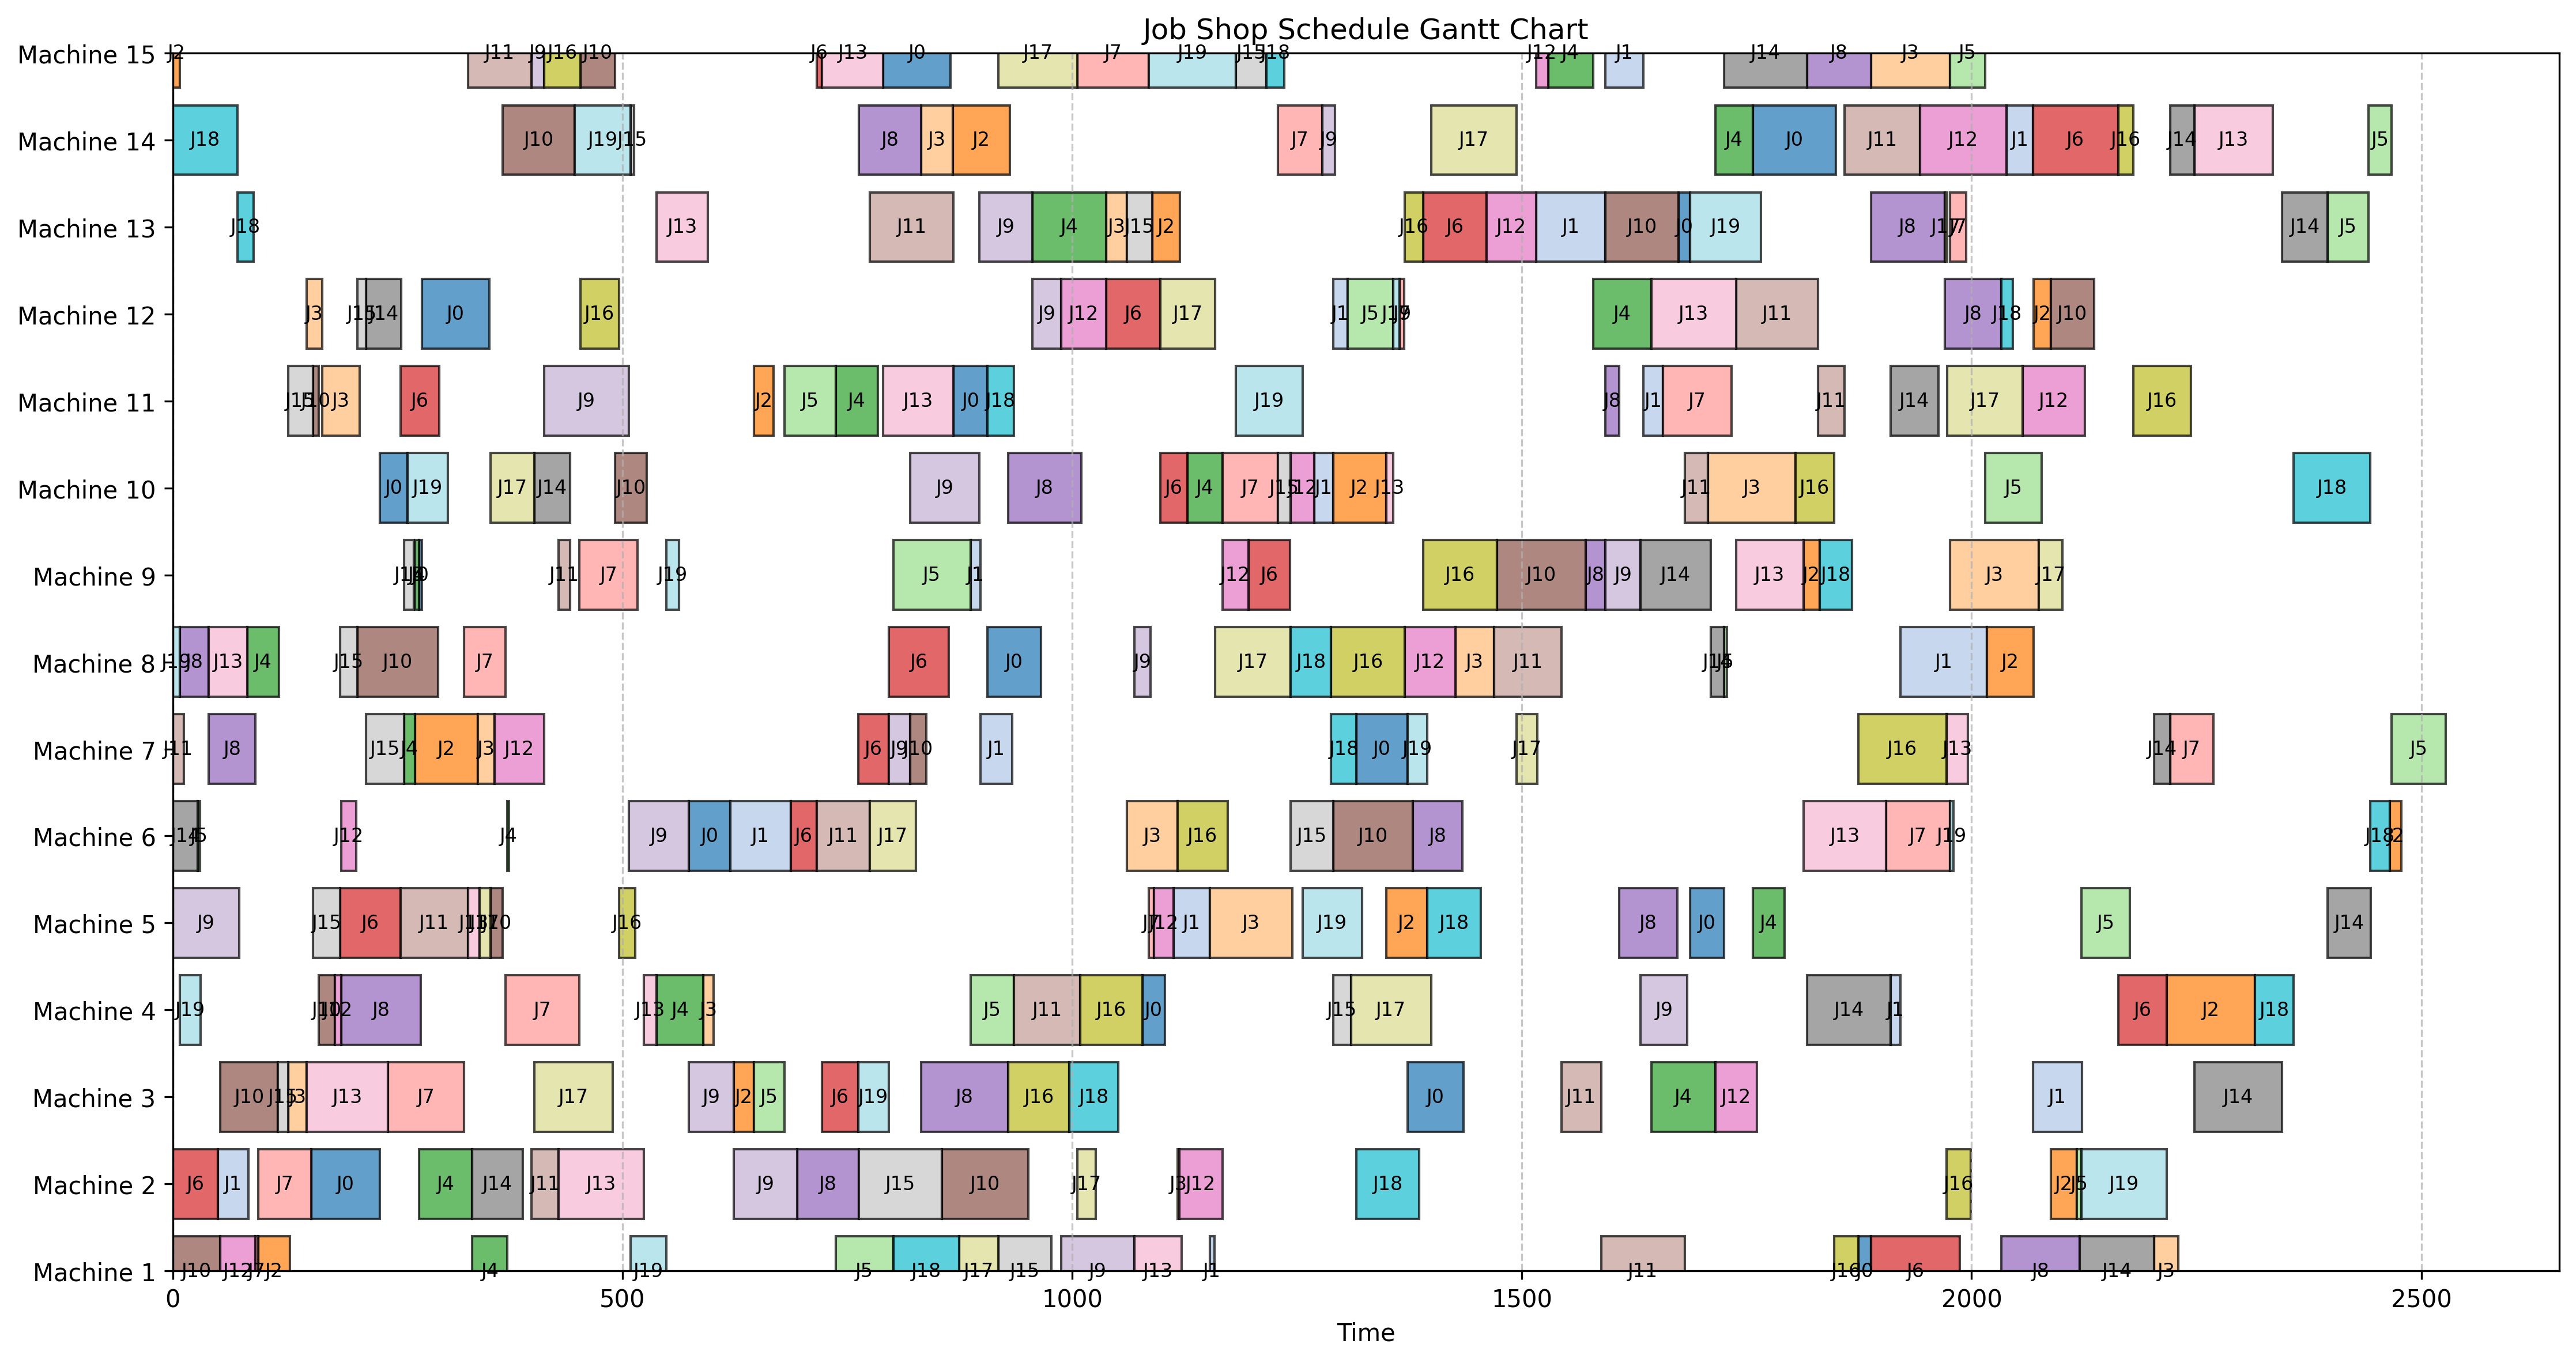 Job Shop Schedule Gantt Chart
Machine 15 J2 J11 J9 J16 J10 J6 J13 J0 J17 J7 J19 J15 J18 J12 J4 J1 J14 J8 J3 J5
Machine 14 J18 J10 J19 J15 J8 J3 J2 J7 J9 J17 J4 J0 J11 J12 J1 J6 J16 J14 J13 J5
Machine 13 J18 J13 J11 J9 J4 J3 J15 J2 J16 J6 J12 J1 J10 J0 J19 J8 J17 J7 J14 J5
Machine 12 J3 J15 J14 J0 J16 J9 J12 J6 J17 J1 J5 J19 J7 J4 J13 J11 J8 J18 J2 J10
Machine 11 J15 J10 J3 J6 J9 J2 J5 J4 J13 J0 J18 J19 J8 J1 J7 J11 J14 J17 J12 J16
Machine 10 J0 J19 J17 J14 J10 J9 J8 J6 J4 J7 J15 J12 J1 J2 J13 J11 J3 J16 J5 J18
Machine 9 J15 J4 J0 J11 J7 J19 J5 J1 J12 J6 J16 J10 J8 J9 J14 J13 J2 J18 J3 J17
Machine 8 J19 J8 J13 J4 J15 J10 J7 J6 J0 J9 J17 J18 J16 J12 J3 J11 J14 J5 J1 J2
Machine 7 J11 J8 J15 J4 J2 J3 J12 J6 J9 J10 J1 J18 J0 J19 J17 J16 J13 J14 J7 J5
Machine 6 J14 J5 J12 J4 J9 J0 J1 J6 J11 J17 J3 J16 J15 J10 J8 J13 J7 J19 J18 J2
Machine 5 J9 J15 J6 J11 J13 J17 J10 J16 J7 J12 J1 J3 J19 J2 J18 J8 J0 J4 J5 J14
Machine 4 J19 J10 J12 J8 J7 J13 J4 J3 J5 J11 J16 J0 J15 J17 J9 J14 J1 J6 J2 J18
Machine 3 J10 J15 J3 J13 J7 J17 J9 J2 J5 J6 J19 J8 J16 J18 J0 J11 J4 J12 J1 J14
Machine 2 J6 J1 J7 J0 J4 J14 J11 J13 J9 J8 J15 J10 J17 J3 J12 J18 J16 J2 J5 J19
Machine 1 J10 J12 J7 J2 J4 J19 J5 J18 J17 J15 J9 J13 J1 J11 J16 J0 J6 J8 J14 J3
0 500 1000 1500 2000 2500
Time